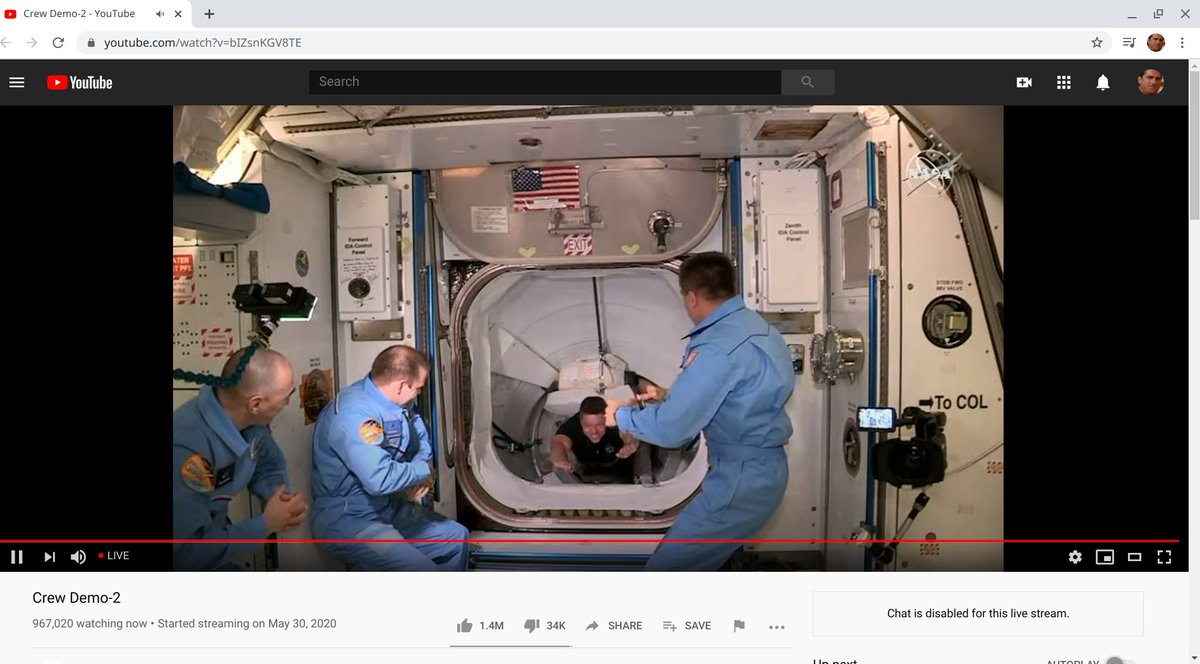 Crew Demo-2 - YouTube
youtube.com/watch?v=bIZsnKGV8TE
YouTube
Search
NASA
EXIT
Forward
IDA Control
Panel
Zenith
IDA Control
Panel
To COL
LIVE
Crew Demo-2
967,020 watching now • Started streaming on May 30, 2020
1.4M
34K
SHARE
SAVE
Chat is disabled for this live stream.
Up next
AUTOPLAY